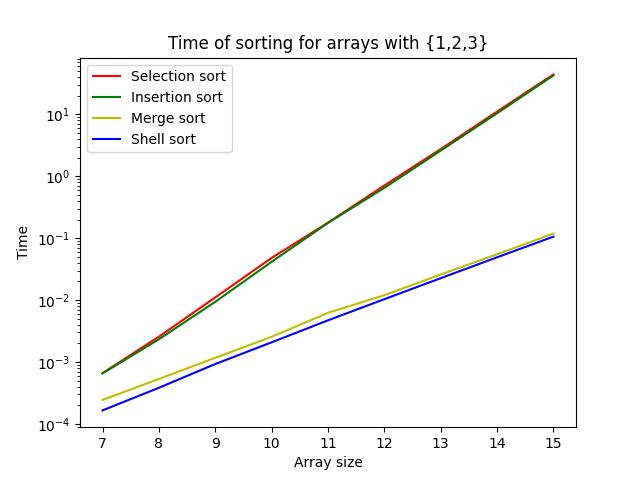 Time of sorting for arrays with {1,2,3}
Selection sort
Insertion sort
Merge sort
Shell sort
10¹
10⁰
10⁻¹
10⁻²
10⁻³
10⁻⁴
Time
7 8 9 10 11 12 13 14 15
Array size